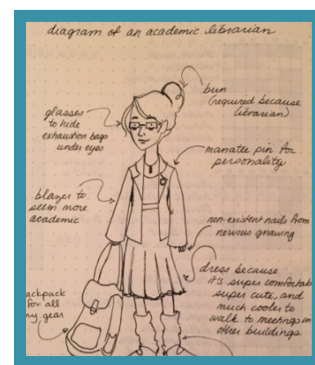 diagram of an academic librarian
bun
(required because
librarian)
glasses
to hide
exhaustion bags
under eyes
manatee pin for
personality
blazer to
seem more
academic
non-existent nails from
nervous gnawing
dress because
it's super comfortabl
super cute, and
much cooler to
walk to meetings in
other buildings
ackpack
for all
my gear